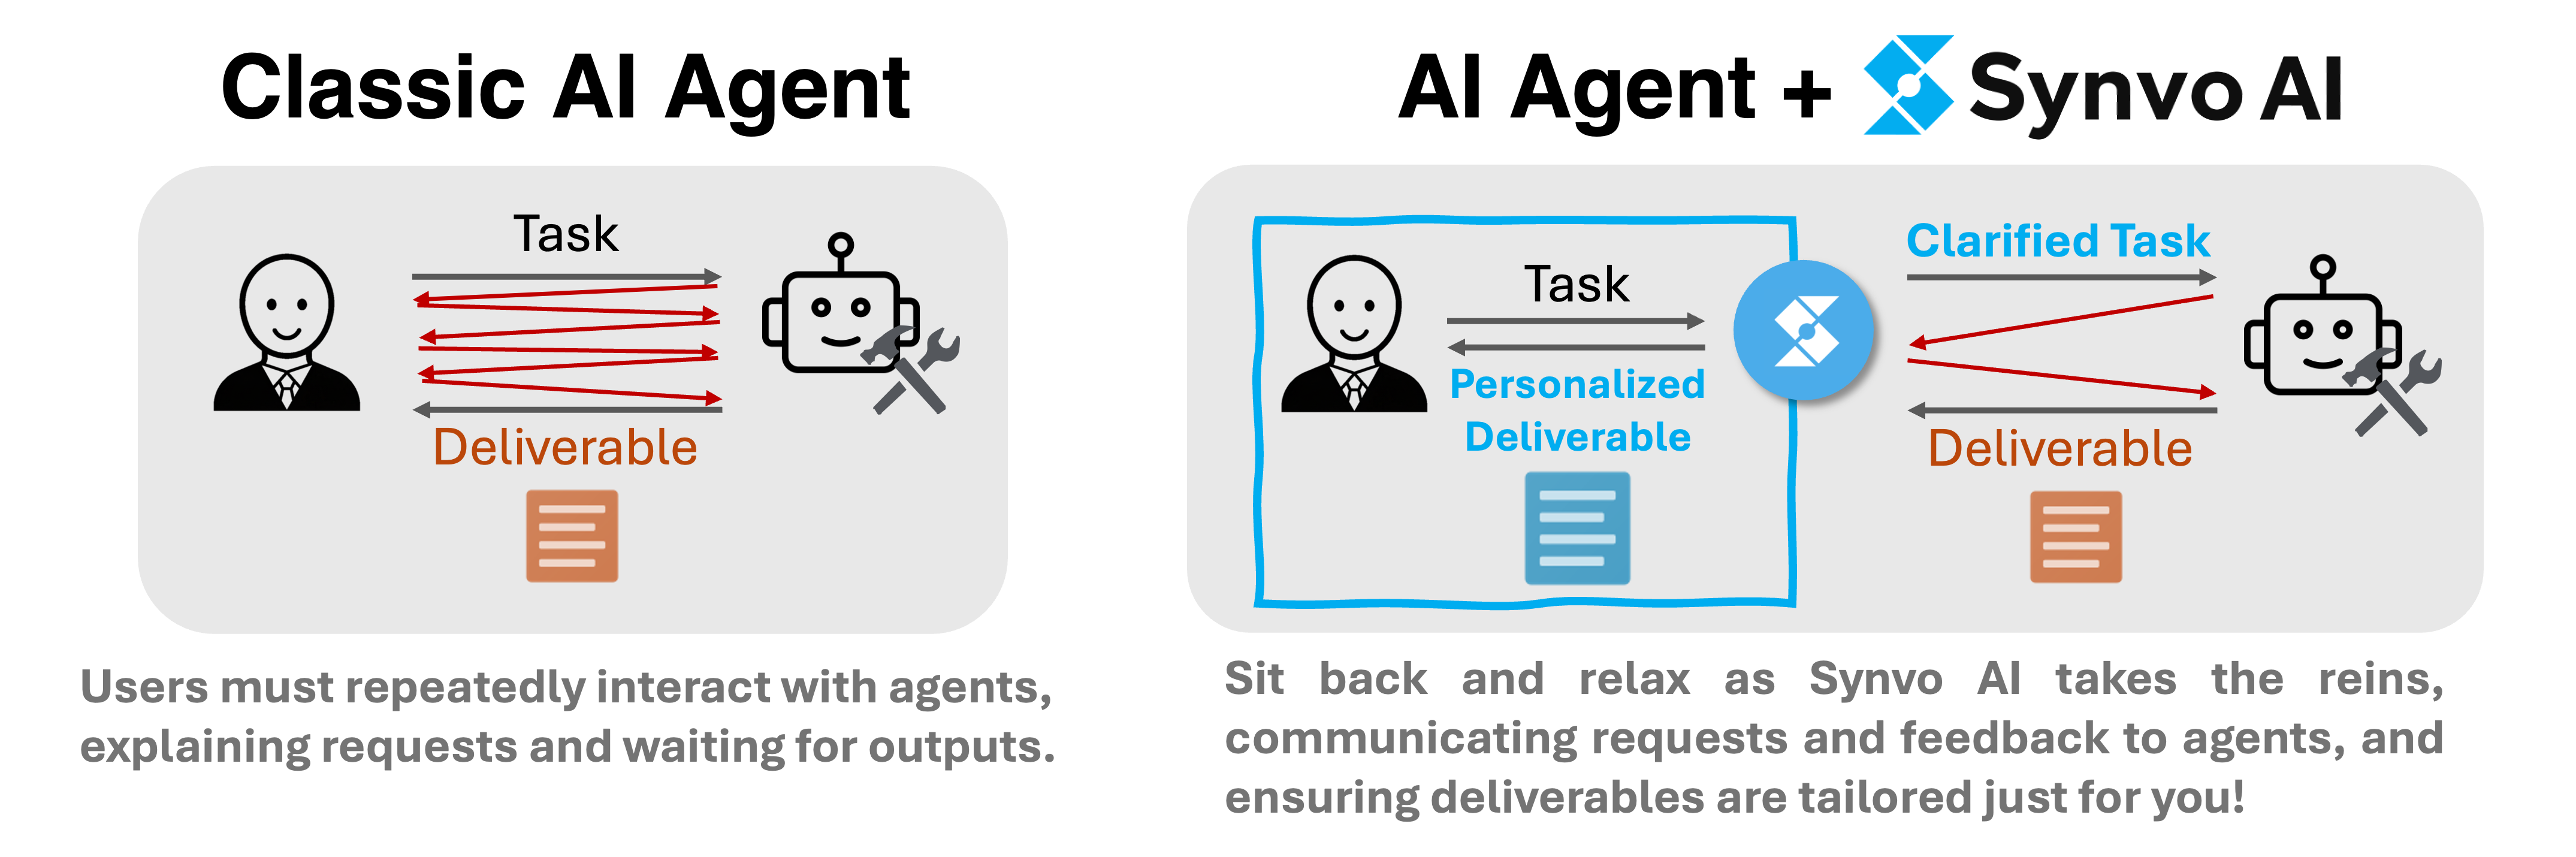 Classic AI Agent
Task
Deliverable
Users must repeatedly interact with agents,
explaining requests and waiting for outputs.
AI Agent + Synvo AI
Task
Personalized
Deliverable
Clarified Task
Deliverable
Sit back and relax as Synvo AI takes the reins,
communicating requests and feedback to agents, and
ensuring deliverables are tailored just for you!